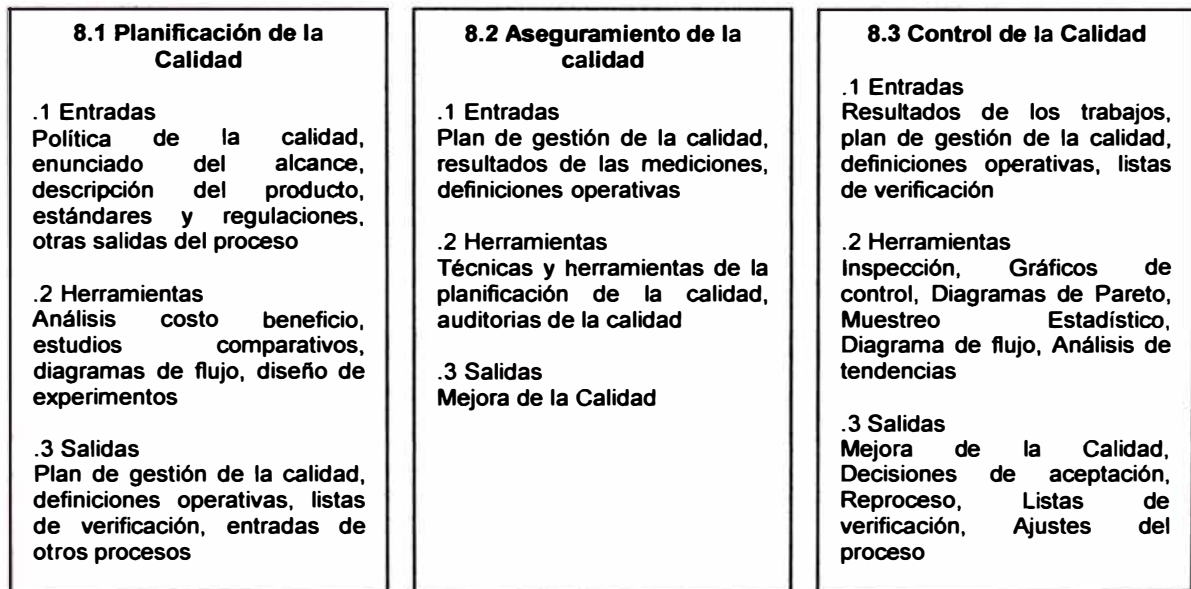 8.1 Planificación de la
Calidad
.1 Entradas
Política de la calidad,
enunciado del alcance,
descripción del producto,
estándares y regulaciones,
otras salidas del proceso
.2 Herramientas
Análisis costo beneficio,
estudios comparativos,
diagramas de flujo, diseño de
experimentos
.3 Salidas
Plan de gestión de la calidad,
definiciones operativas, listas
de verificación, entradas de
otros procesos
8.2 Aseguramiento de la
calidad
.1 Entradas
Plan de gestión de la calidad,
resultados de las mediciones,
definiciones operativas
.2 Herramientas
Técnicas y herramientas de la
planificación de la calidad,
auditorias de la calidad
.3 Salidas
Mejora de la Calidad
8.3 Control de la Calidad
.1 Entradas
Resultados de los trabajos,
plan de gestión de la calidad,
definiciones operativas, listas
de verificación
.2 Herramientas
Inspección, Gráficos de
control, Diagramas de Pareto,
Muestreo Estadístico,
Diagrama de flujo, Análisis de
tendencias
.3 Salidas
Mejora de la Calidad,
Decisiones de aceptación,
Reproceso, Listas de
verificación, Ajustes del
proceso